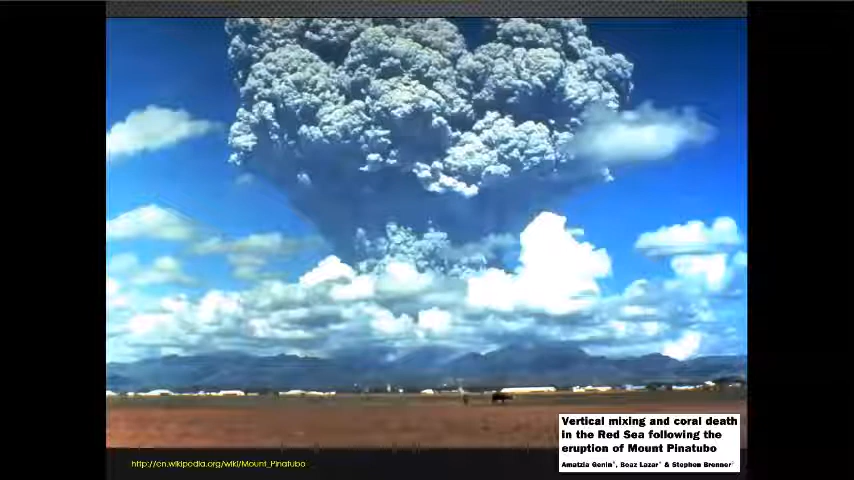 Vertical mixing and coral death
in the Red Sea following the
eruption of Mount Pinatubo
Amatzia Genin*, Boaz Lazar† & Stephen Brenner‡
http://en.wikipedia.org/wiki/Mount_Pinatubo